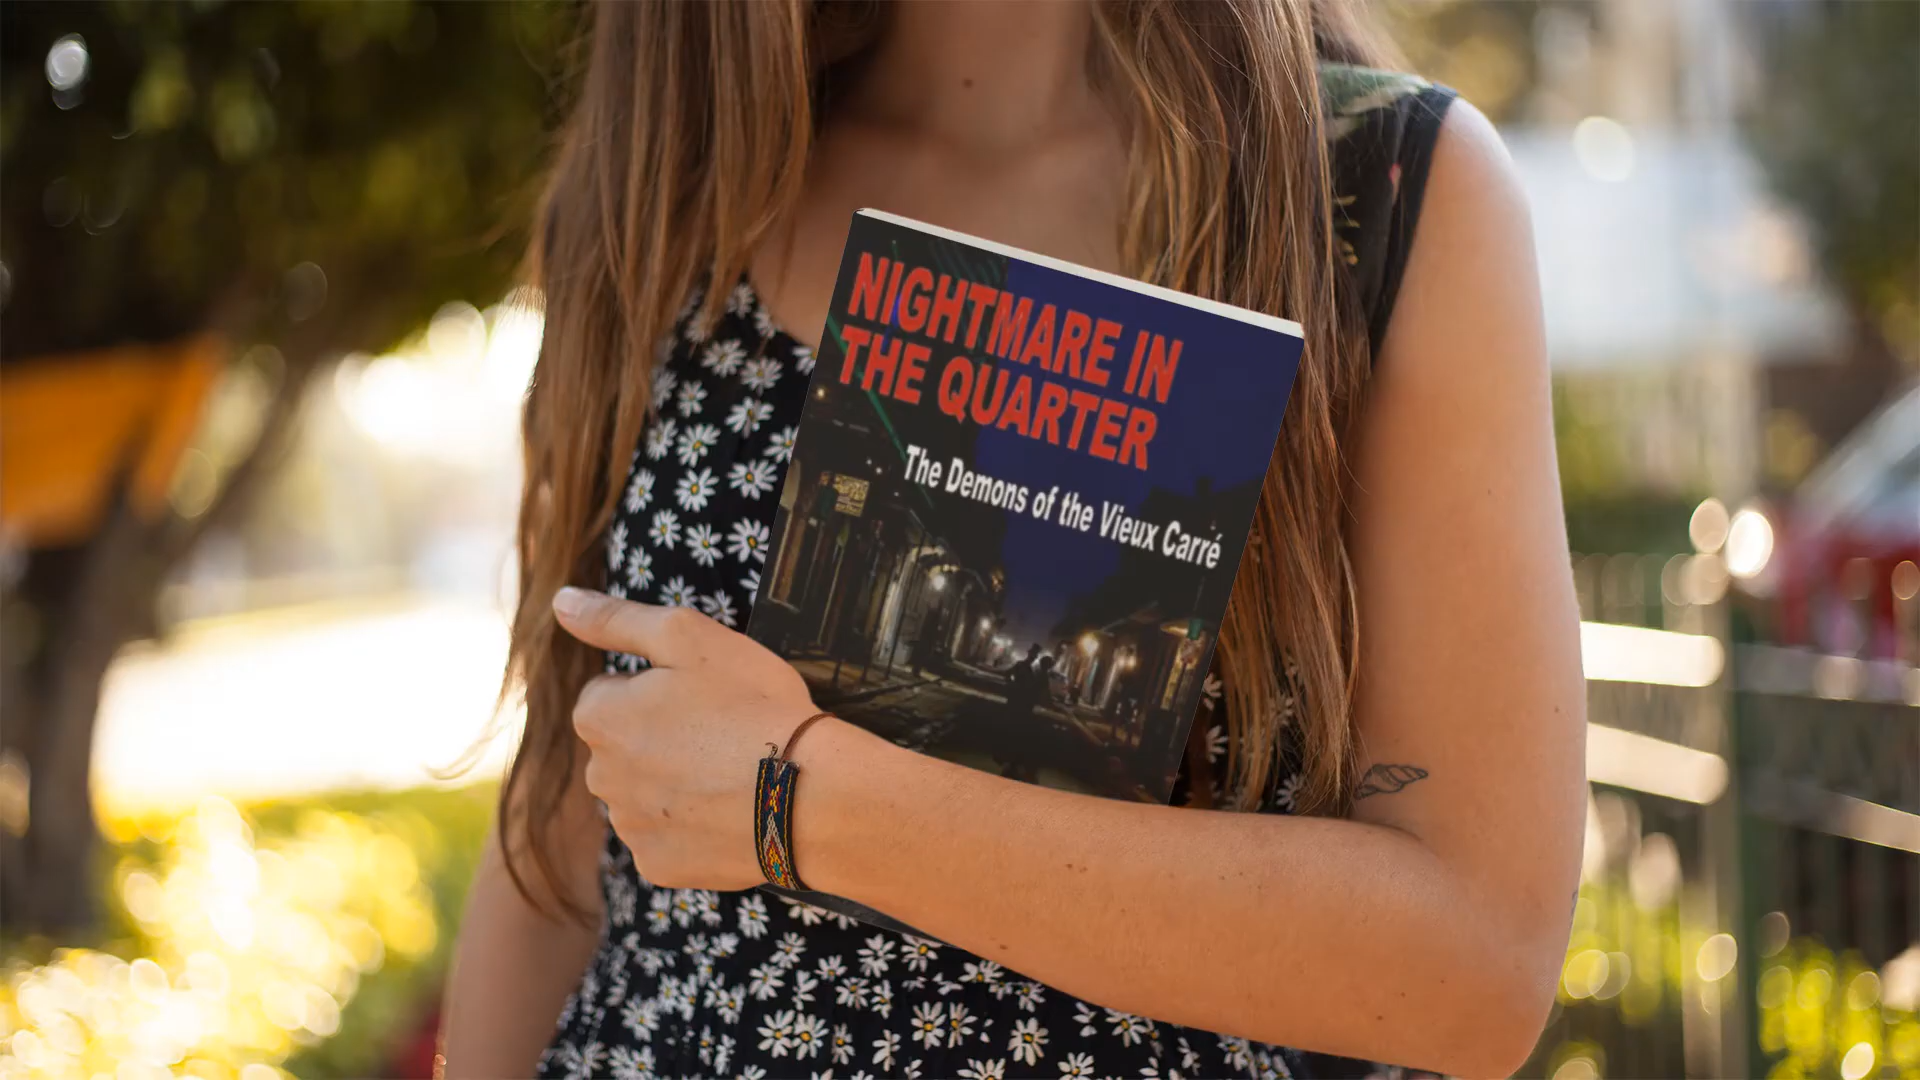 NIGHTMARE IN
THE QUARTER
The Demons of the Vieux Carré